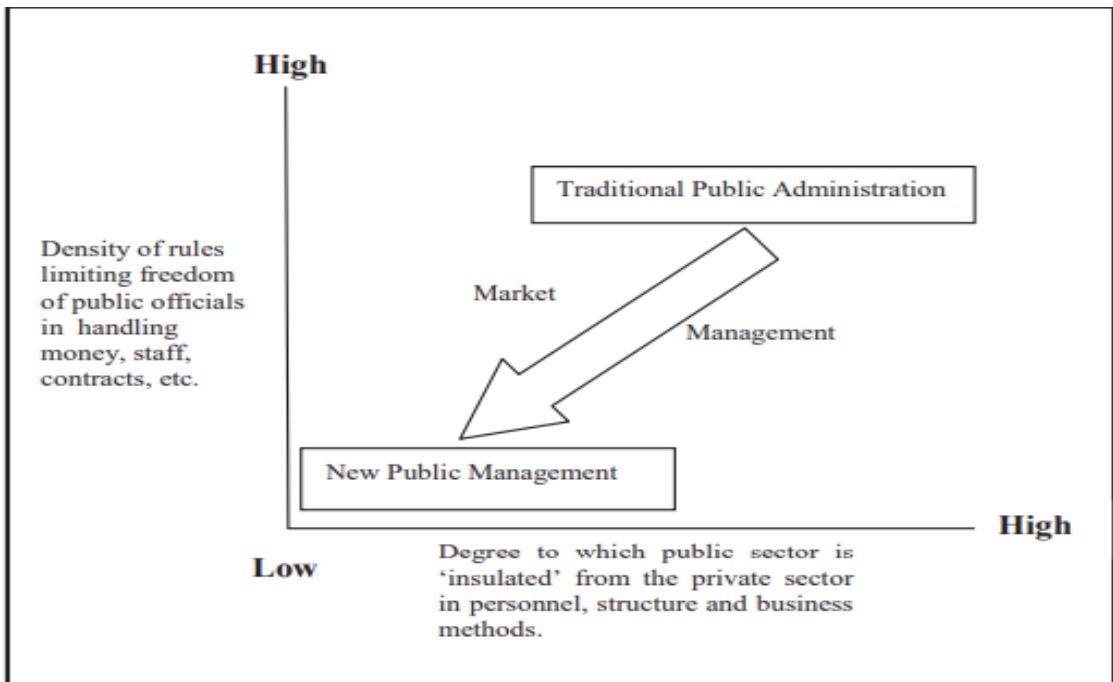 High
Traditional Public Administration
Density of rules
limiting freedom
of public officials
in handling
money, staff,
contracts, etc.
Market
Management
New Public Management
High
Low
Degree to which public sector is
‘insulated’ from the private sector
in personnel, structure and business
methods.